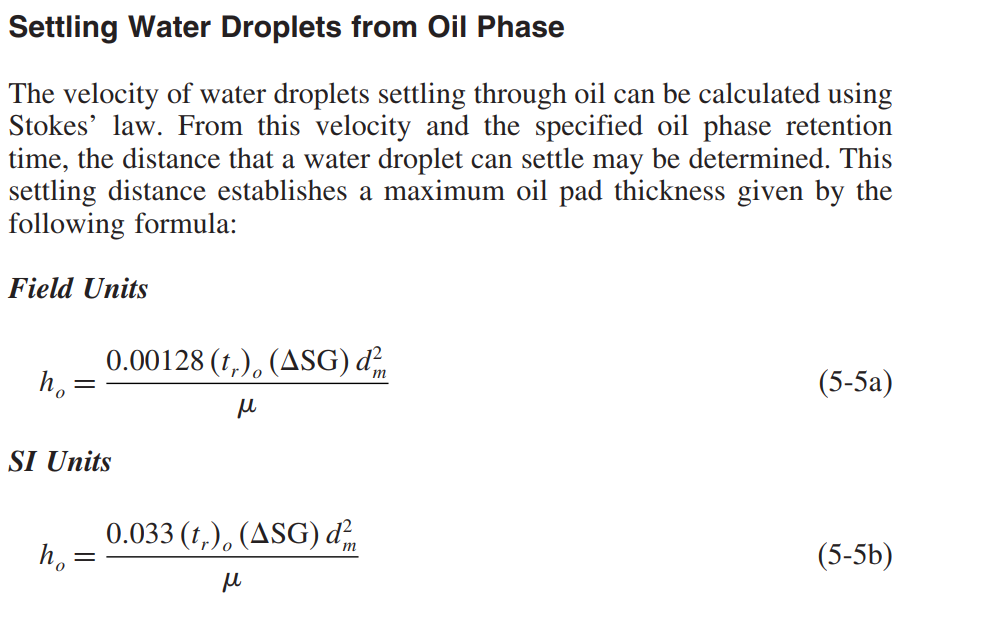 Settling Water Droplets from Oil Phase
The velocity of water droplets settling through oil can be calculated using
Stokes’ law. From this velocity and the specified oil phase retention
time, the distance that a water droplet can settle may be determined. This
settling distance establishes a maximum oil pad thickness given by the
following formula:
Field Units
h_o = \frac{0.00128 (t_r)_o (ΔSG) d_m^2}{μ} (5-5a)
SI Units
h_o = \frac{0.033 (t_r)_o (ΔSG) d_m^2}{μ} (5-5b)